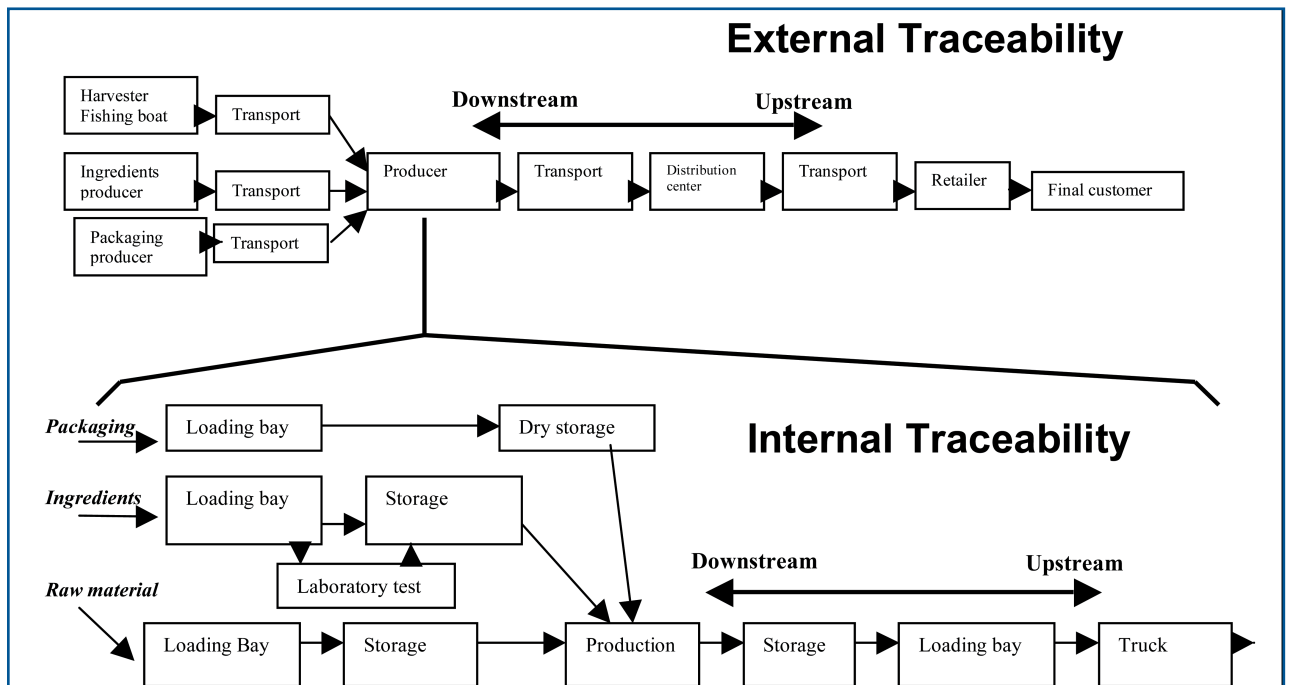 External Traceability
Harvester
Fishing boat
Transport
Downstream
Upstream
Ingredients
producer
Transport
Producer
Transport
Distribution
center
Transport
Retailer
Final customer
Packaging
producer
Transport
Packaging
Loading bay
Dry storage
Internal Traceability
Ingredients
Loading bay
Storage
Laboratory test
Downstream
Upstream
Raw material
Loading Bay
Storage
Production
Storage
Loading bay
Truck